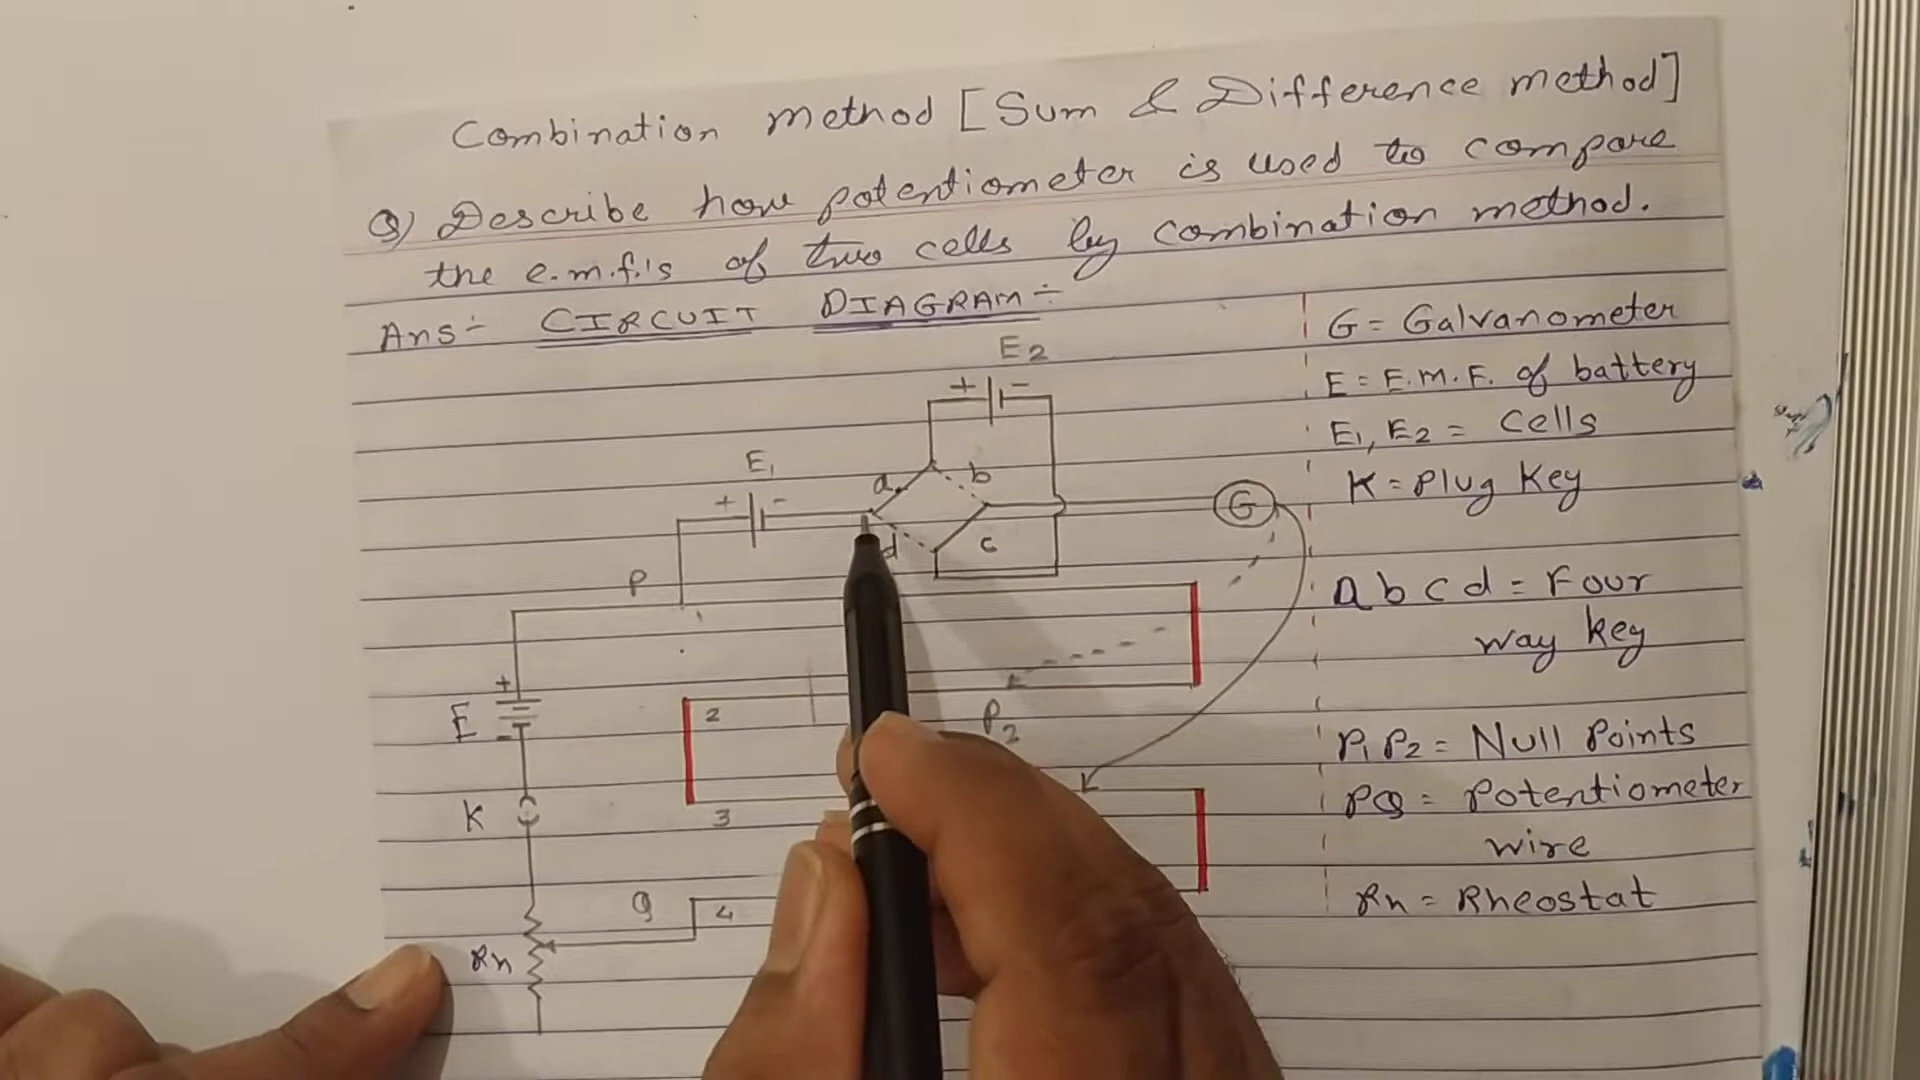 Combination method [Sum & Difference method]
Q) Describe how potentiometer is used to compare
the e.m.f.'s of two cells by combination method.
Ans:- CIRCUIT DIAGRAM:-
E2
+ -
E1
+ -
a b
d c
G
P
+
E
-
K
Rh
Q
2
3
4
P2
G = Galvanometer
E = E.M.F. of battery
E1, E2 = Cells
K = Plug Key
a b c d = Four
way key
P1 P2 = Null Points
PQ = Potentiometer
wire
Rh = Rheostat